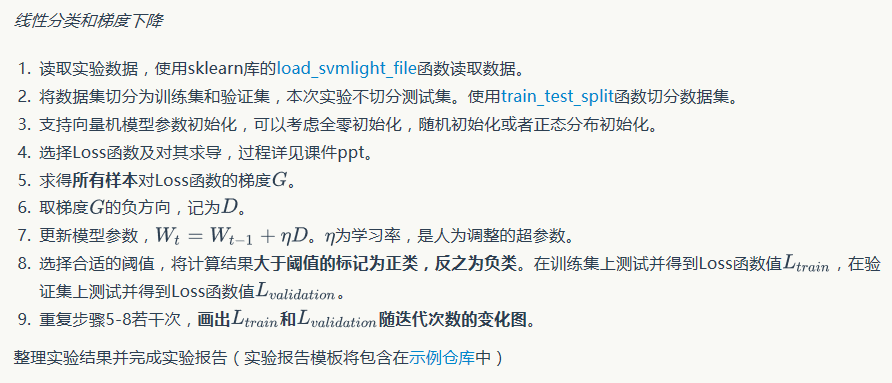 线性分类和梯度下降
1. 读取实验数据，使用sklearn库的load_svmlight_file函数读取数据。
2. 将数据集切分为训练集和验证集，本次实验不切分测试集。使用train_test_split函数切分数据集。
3. 支持向量机模型参数初始化，可以考虑全零初始化，随机初始化或者正态分布初始化。
4. 选择Loss函数及对其求导，过程详见课件ppt。
5. 求得所有样本对Loss函数的梯度G。
6. 取梯度G的负方向，记为D。
7. 更新模型参数，W_t = W_{t−1} + ηD。η为学习率，是人为调整的超参数。
8. 选择合适的阈值，将计算结果大于阈值的标记为正类，反之为负类。在训练集上测试并得到Loss函数值L_{train}，在验
证集上测试并得到Loss函数值L_{validation}。
9. 重复步骤5-8若干次，画出L_{train}和L_{validation}随迭代次数的变化图。
整理实验结果并完成实验报告（实验报告模板将包含在示例仓库中）